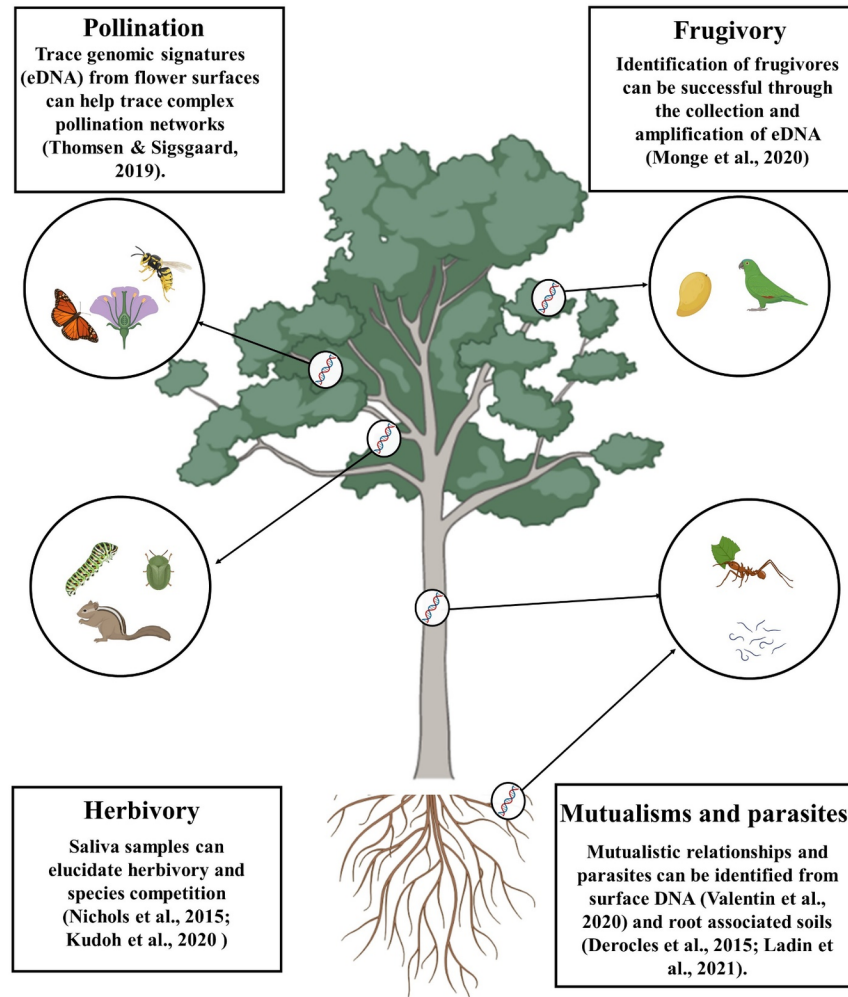 Pollination
Trace genomic signatures
(eDNA) from flower surfaces
can help trace complex
pollination networks
(Thomsen & Sigsgaard,
2019).
Frugivory
Identification of frugivores
can be successful through
the collection and
amplification of eDNA
(Monge et al., 2020)
Herbivory
Saliva samples can
elucidate herbivory and
species competition
(Nichols et al., 2015;
Kudoh et al., 2020 )
Mutualisms and parasites
Mutualistic relationships and
parasites can be identified from
surface DNA (Valentin et al.,
2020) and root associated soils
(Derocles et al., 2015; Ladin et
al., 2021).